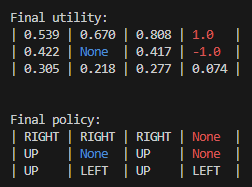 Final utility:
| 0.539 | 0.670 | 0.808 | 1.0 |
| 0.422 | None | 0.417 | -1.0 |
| 0.305 | 0.218 | 0.277 | 0.074 |
Final policy:
| RIGHT | RIGHT | RIGHT | None |
| UP | None | UP | None |
| UP | LEFT | UP | LEFT |